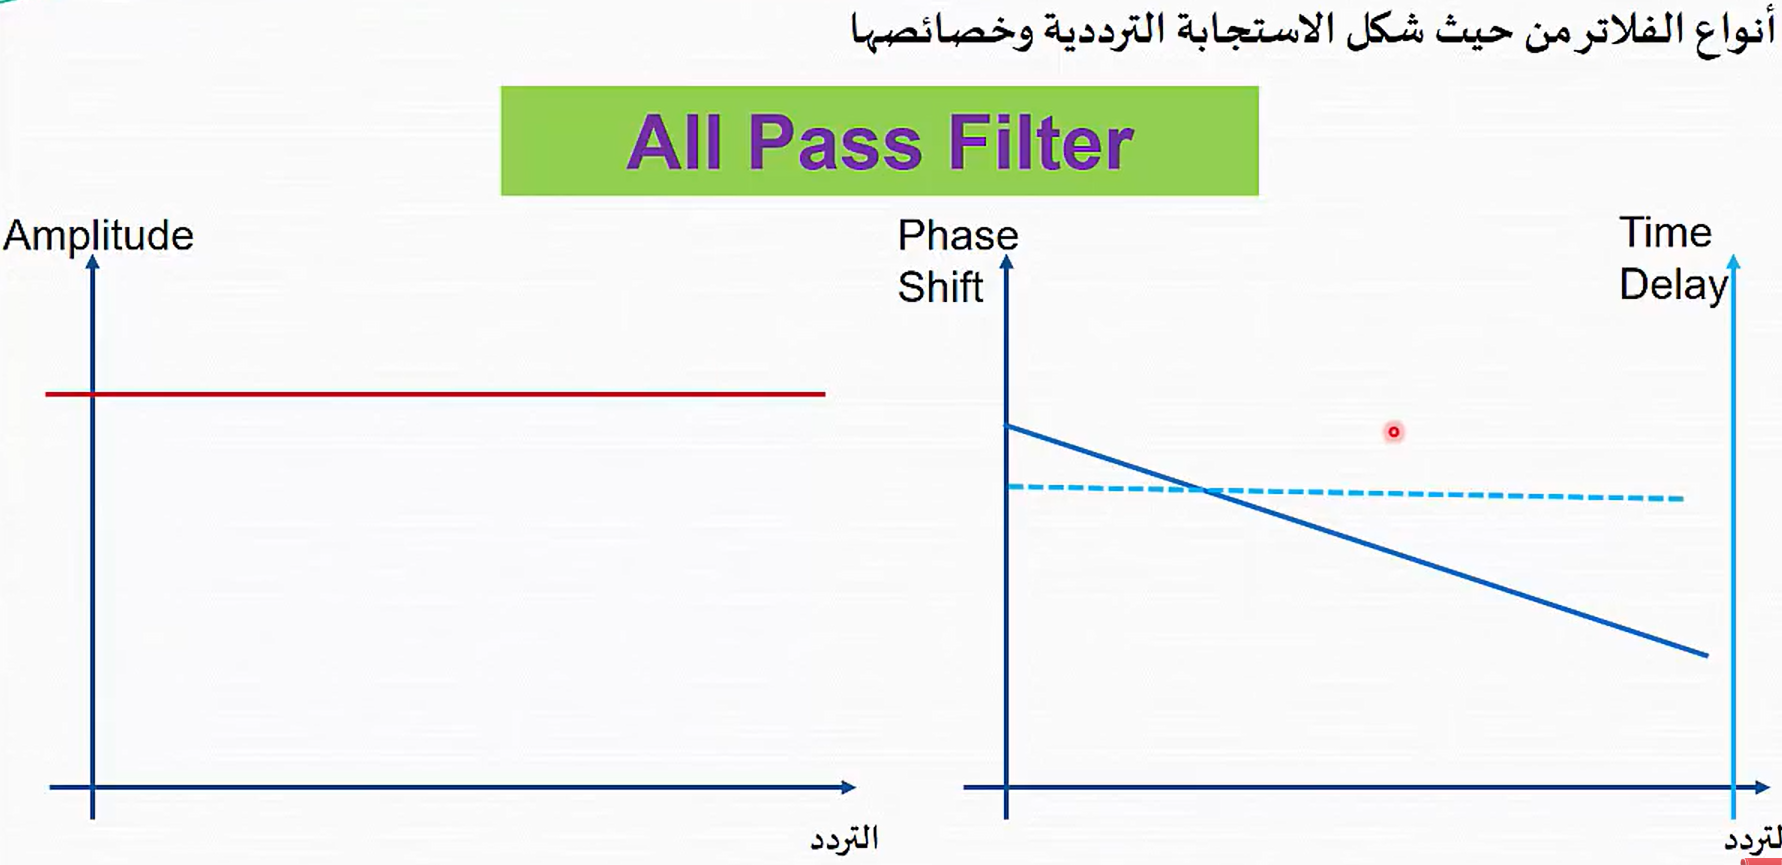 أنواع الفلاتر من حيث شكل الاستجابة الترددية وخصائصها
All Pass Filter
Amplitude
التردد
Phase
Shift
Time
Delay
التردد